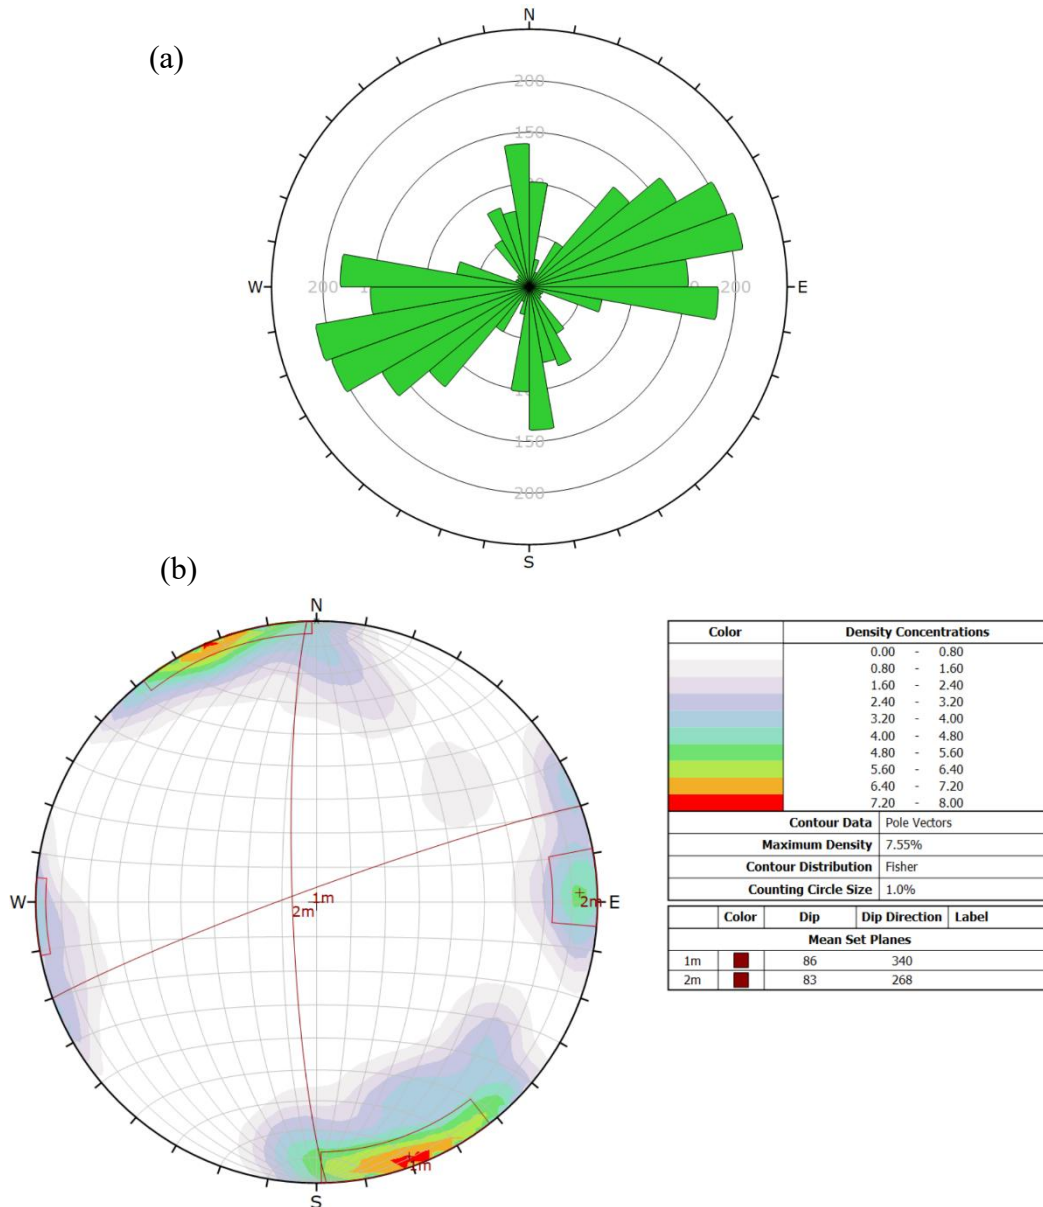 (a)
N
200
150
W
200
200
E
150
200
S
(b)
N
W
1m
2m
2m
E
1m
S
Color Density Concentrations
0.00 - 0.80
0.80 - 1.60
1.60 - 2.40
2.40 - 3.20
3.20 - 4.00
4.00 - 4.80
4.80 - 5.60
5.60 - 6.40
6.40 - 7.20
7.20 - 8.00
Contour Data Pole Vectors
Maximum Density 7.55%
Contour Distribution Fisher
Counting Circle Size 1.0%
Color Dip Dip Direction Label
Mean Set Planes
1m 86 340
2m 83 268